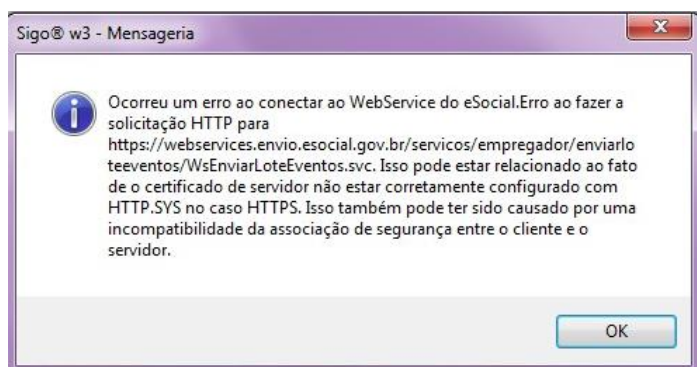 Sigo® w3 - Mensageria
Ocorreu um erro ao conectar ao WebService do eSocial.Erro ao fazer a
solicitação HTTP para
https://webservices.envio.esocial.gov.br/servicos/empregador/enviarlo
teeventos/WsEnviarLoteEventos.svc. Isso pode estar relacionado ao fato
de o certificado de servidor não estar corretamente configurado com
HTTP.SYS no caso HTTPS. Isso também pode ter sido causado por uma
incompatibilidade da associação de segurança entre o cliente e o
servidor.
OK